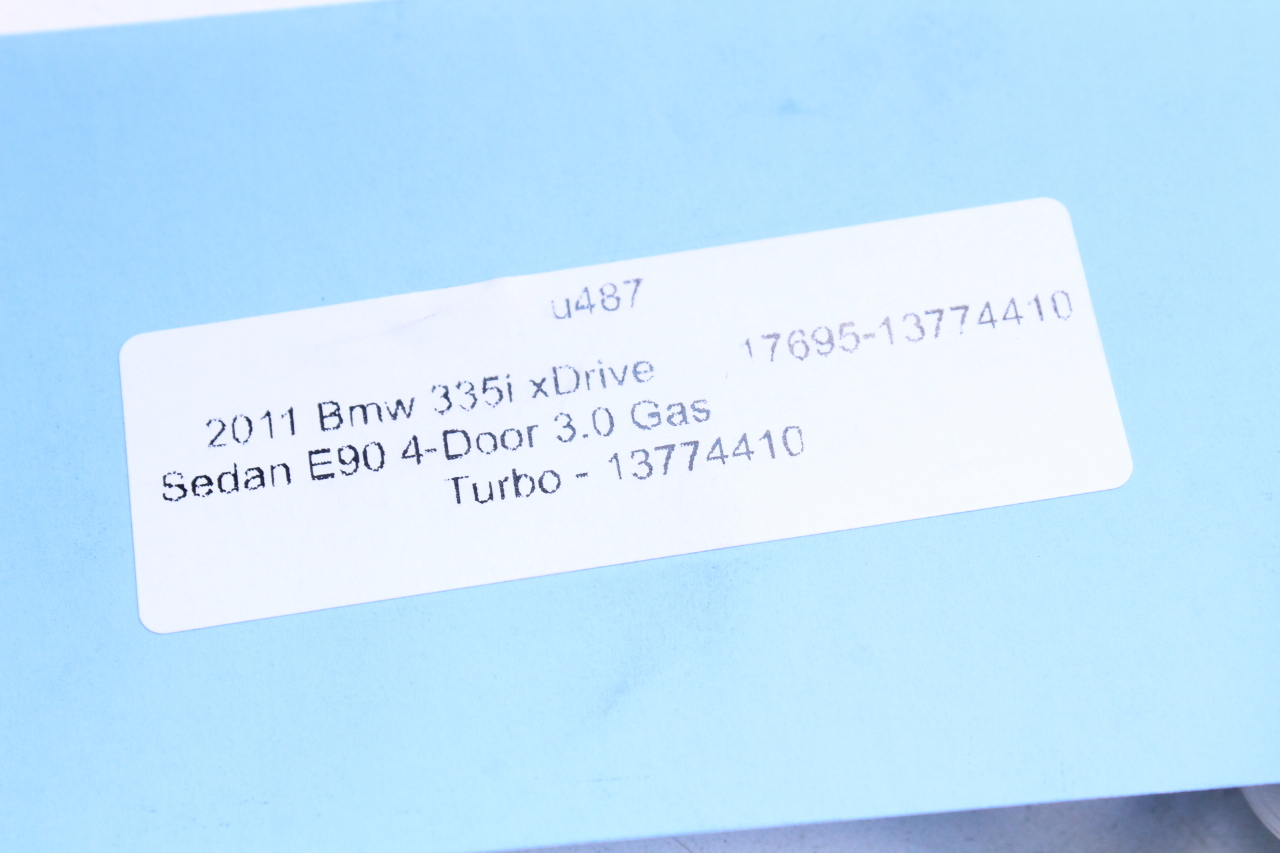 u487
17695-13774410
2011 Bmw 335i xDrive
Sedan E90 4-Door 3.0 Gas
Turbo - 13774410